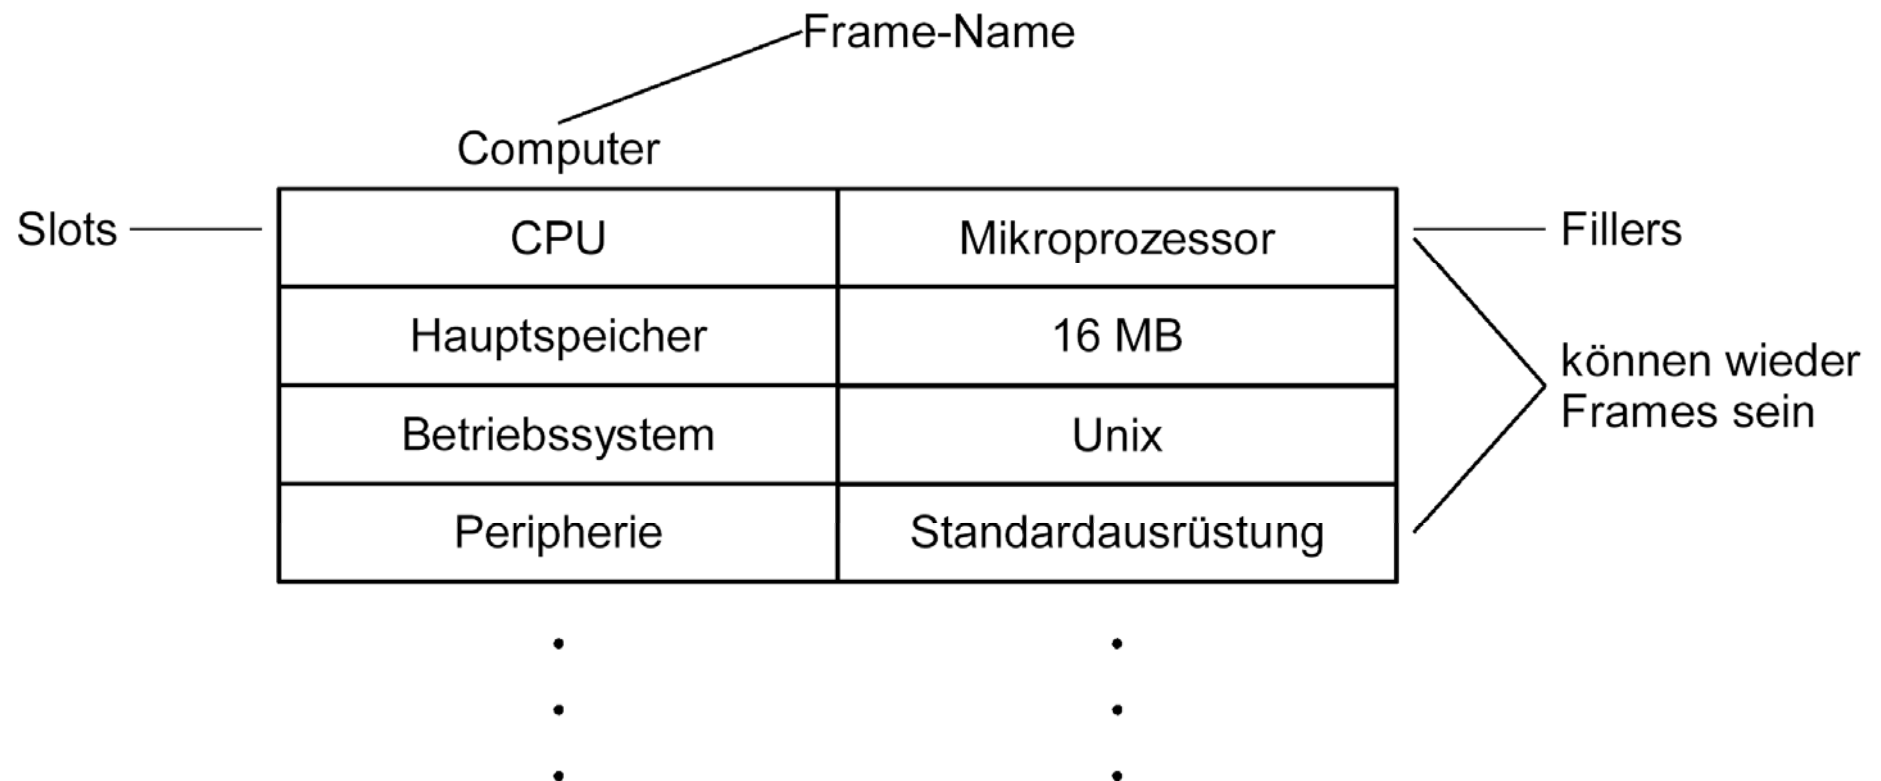 Frame-Name
Computer
Slots
CPU
Mikroprozessor
Fillers
Hauptspeicher
16 MB
können wieder
Frames sein
Betriebssystem
Unix
Peripherie
Standardausrüstung